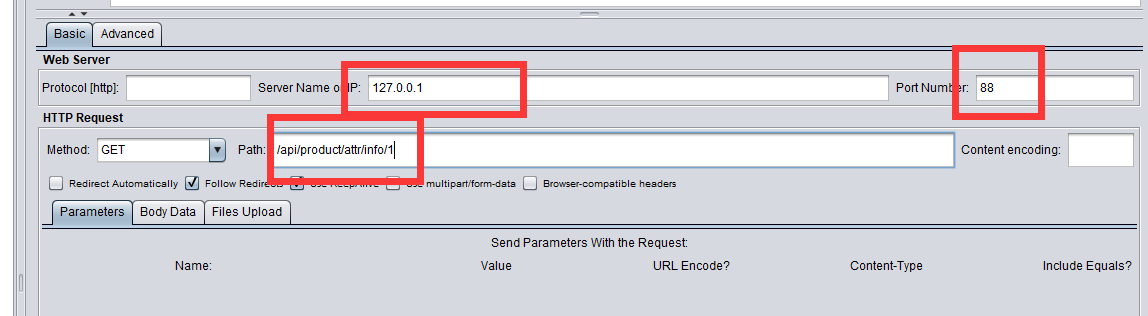 Basic Advanced
Web Server
Protocol [http]: Server Name or IP: 127.0.0.1 Port Number: 88
HTTP Request
Method: GET Path: /api/product/attr/info/1 Content encoding:
Redirect Automatically Follow Redirects Use KeepAlive Use multipart/form-data Browser-compatible headers
Parameters Body Data Files Upload
Send Parameters With the Request:
Name: Value URL Encode? Content-Type Include Equals?